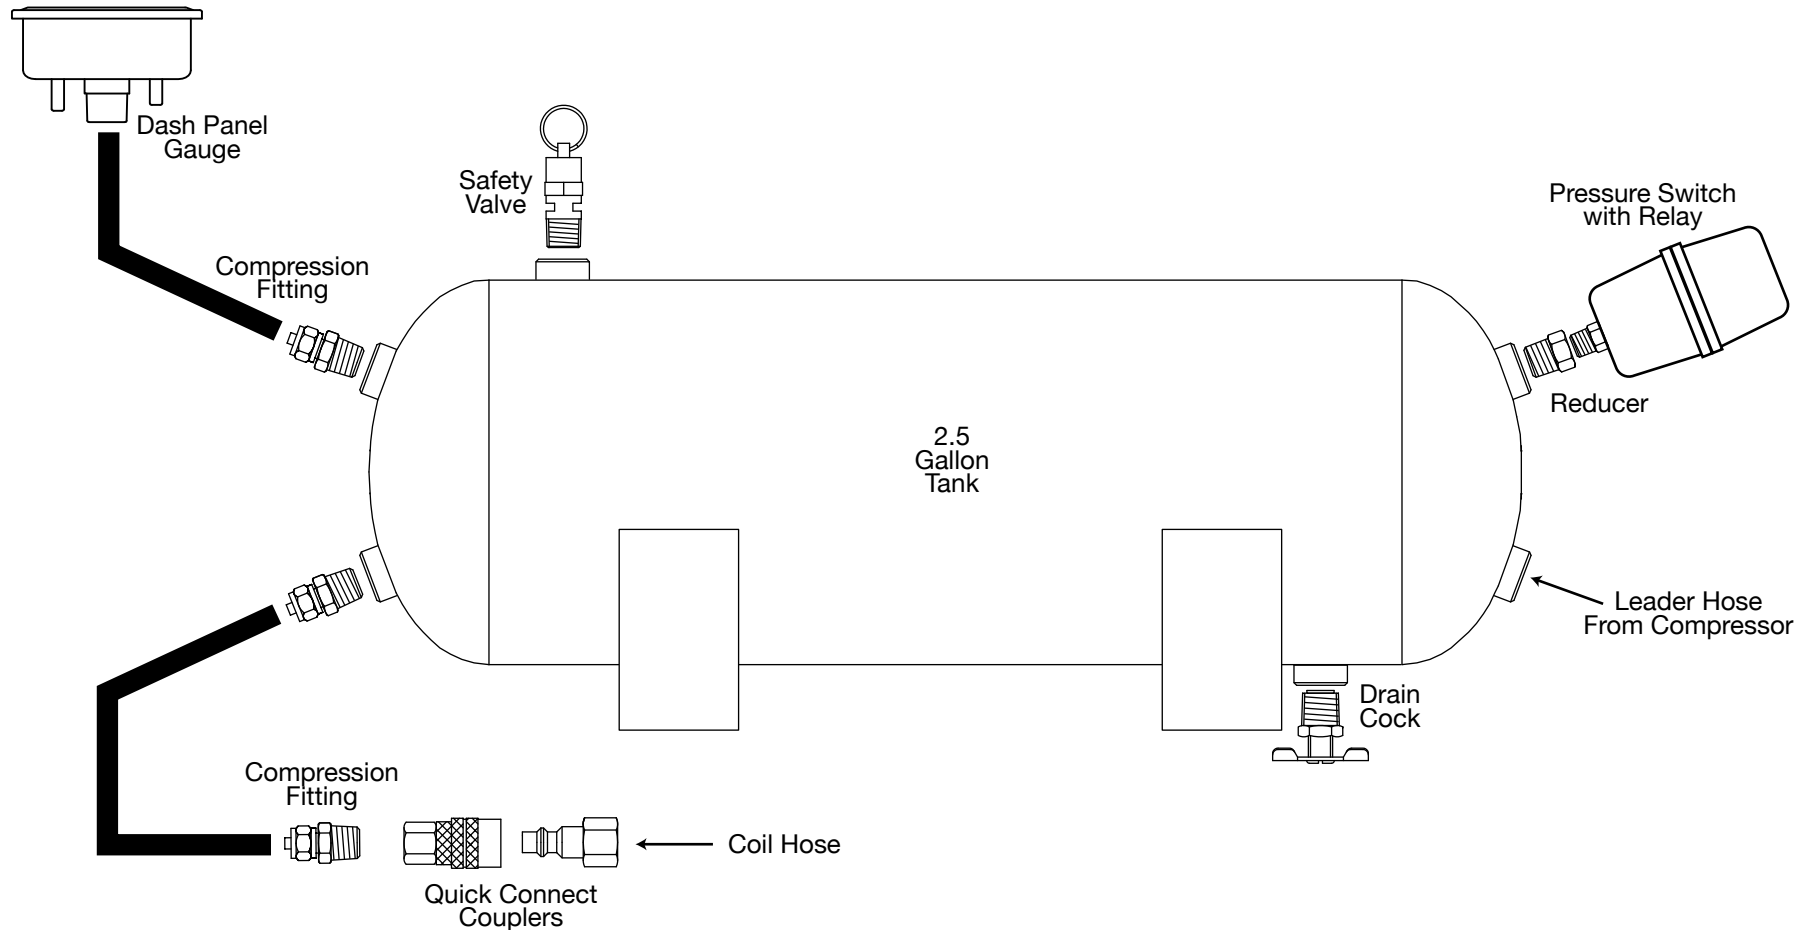 Dash Panel
Gauge
Safety
Valve
Pressure Switch
with Relay
Compression
Fitting
Reducer
2.5
Gallon
Tank
Leader Hose
From Compressor
Drain
Cock
Compression
Fitting
Coil Hose
Quick Connect
Couplers